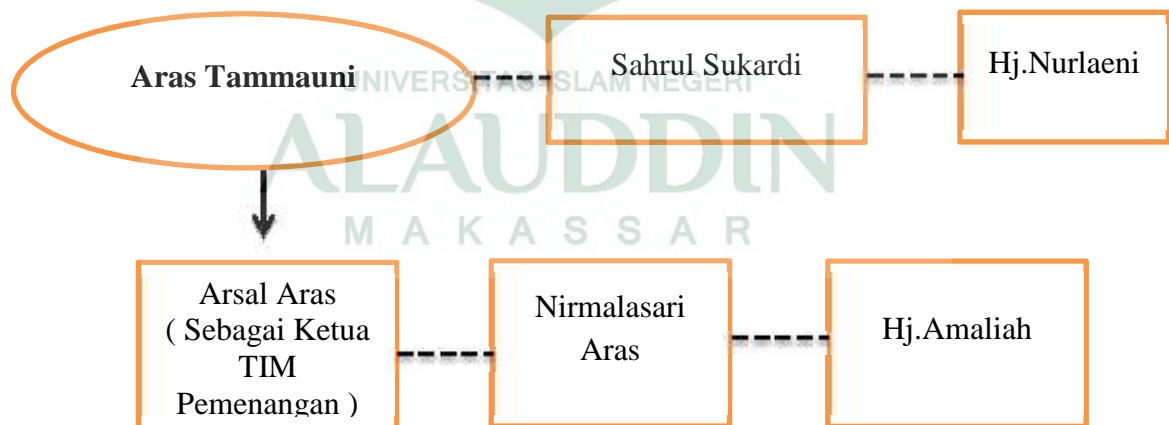 Aras Tammauni
Sahrul Sukardi
Hj.Nurlaeni
UNIVERSITAS ISLAM NEGERI
ALAUDDIN
MAKASSAR
Arsal Aras
( Sebagai Ketua
TIM
Pemenangan )
Nirmalasari
Aras
Hj.Amaliah